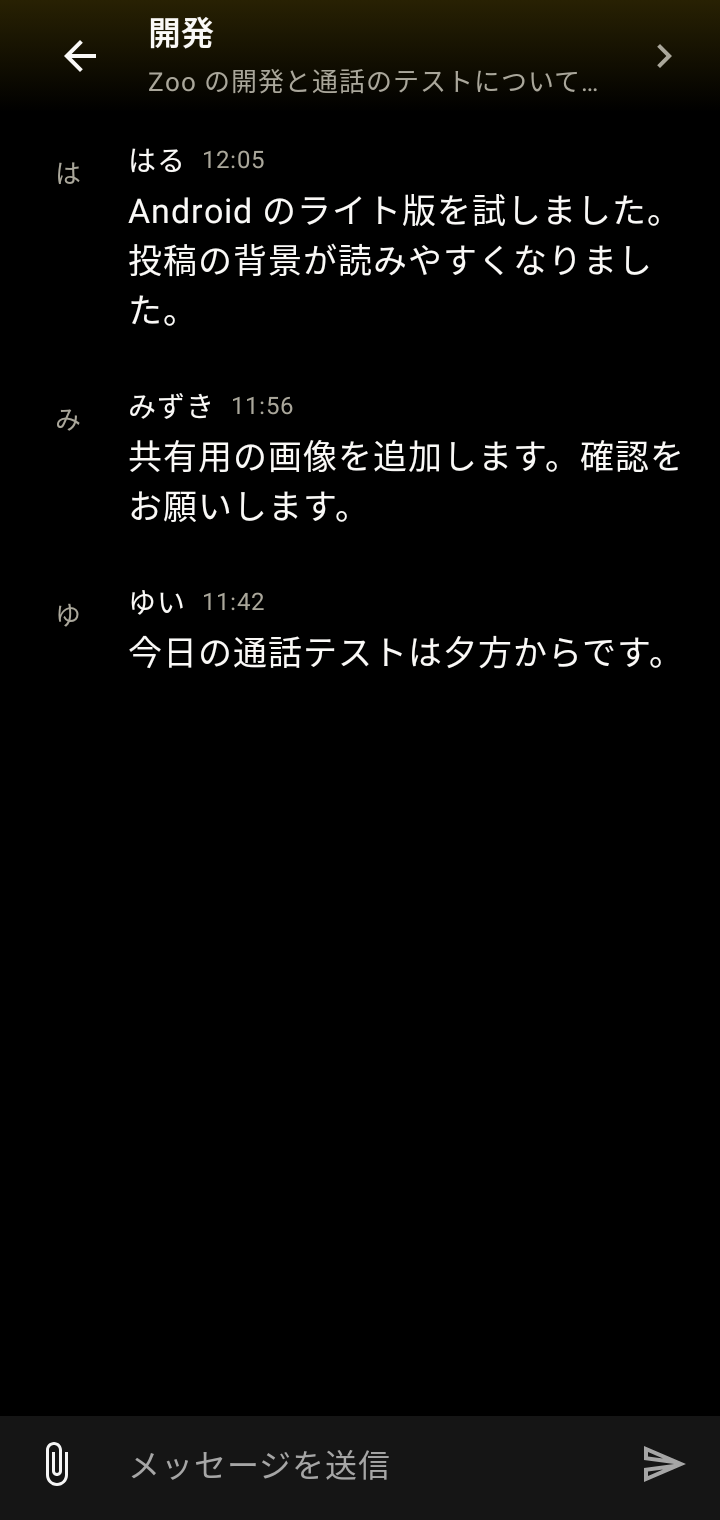 開発
Zoo の開発と通話のテストについて…
は
はる 12:05
Android のライト版を試しました。
投稿の背景が読みやすくなりまし
た。
み
みずき 11:56
共有用の画像を追加します。確認を
お願いします。
ゆ
ゆい 11:42
今日の通話テストは夕方からです。
メッセージを送信